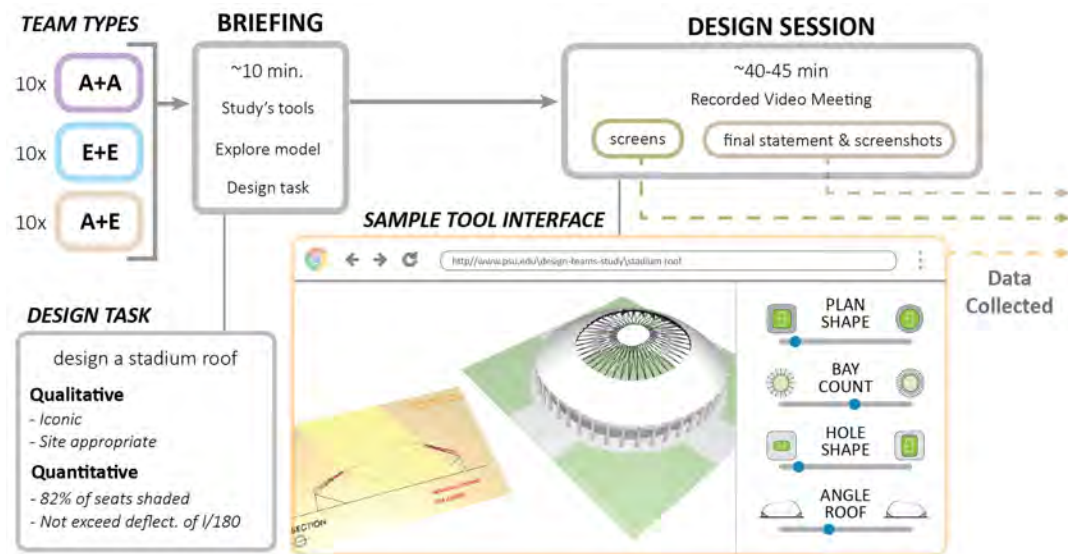 TEAM TYPES
10x A+A
10x E+E
10x A+E
BRIEFING
~10 min.
Study's tools
Explore model
Design task
DESIGN SESSION
~40-45 min
Recorded Video Meeting
screens
final statement & screenshots
Data
Collected
DESIGN TASK
design a stadium roof
Qualitative
- Iconic
- Site appropriate
Quantitative
- 82% of seats shaded
- Not exceed deflect. of l/180
SAMPLE TOOL INTERFACE
http//www.psu.edu\design-teams-study\stadium-roof
SECTION
PLAN
SHAPE
BAY
COUNT
HOLE
SHAPE
ANGLE
ROOF